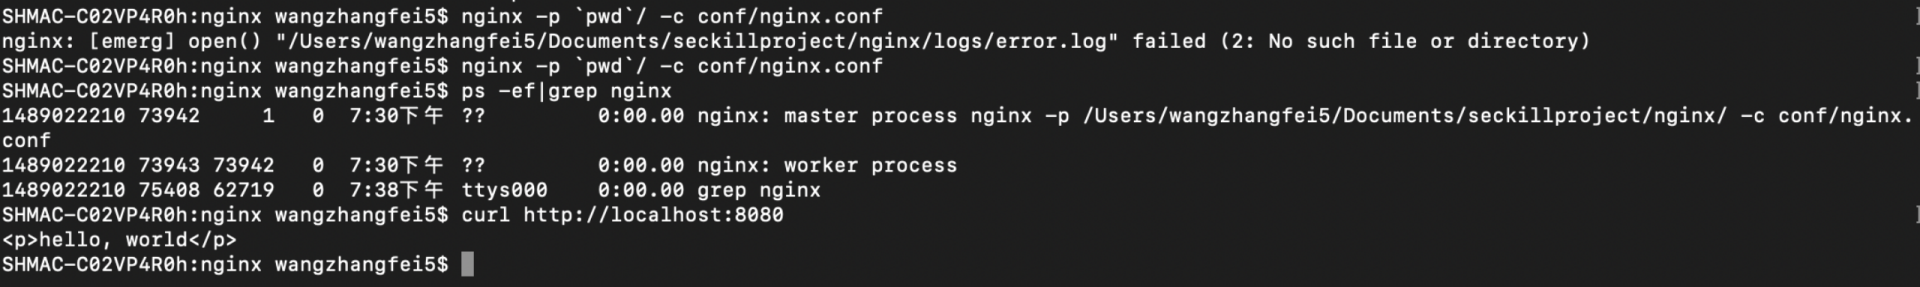 SHMAC-C02VP4R0h:nginx wangzhangfei5$ nginx -p `pwd`/ -c conf/nginx.conf
nginx: [emerg] open() "/Users/wangzhangfei5/Documents/seckillproject/nginx/logs/error.log" failed (2: No such file or directory)
SHMAC-C02VP4R0h:nginx wangzhangfei5$ nginx -p `pwd`/ -c conf/nginx.conf
SHMAC-C02VP4R0h:nginx wangzhangfei5$ ps -ef|grep nginx
1489022210 73942     1   0  7:30下午 ??         0:00.00 nginx: master process nginx -p /Users/wangzhangfei5/Documents/seckillproject/nginx/ -c conf/nginx.
conf
1489022210 73943 73942   0  7:30下午 ??         0:00.00 nginx: worker process
1489022210 75408 62719   0  7:38下午 ttys000    0:00.00 grep nginx
SHMAC-C02VP4R0h:nginx wangzhangfei5$ curl http://localhost:8080
<p>hello, world</p>
SHMAC-C02VP4R0h:nginx wangzhangfei5$